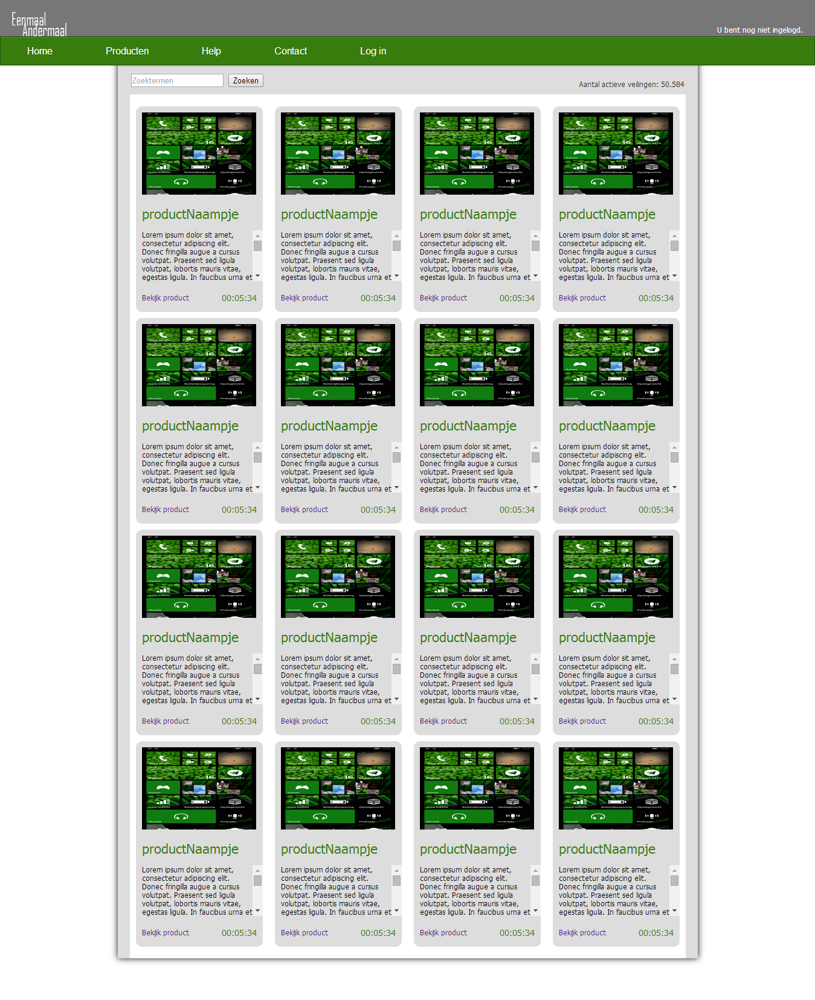 Eenmaal
Andermaal
U bent nog niet ingelogd.
Home Producten Help Contact Log in
Zoektermen Zoeken
Aantal actieve veilingen: 50.584
productNaampje productNaampje productNaampje productNaampje
Lorem ipsum dolor sit amet, Lorem ipsum dolor sit amet, Lorem ipsum dolor sit amet, Lorem ipsum dolor sit amet,
consectetur adipiscing elit. consectetur adipiscing elit. consectetur adipiscing elit. consectetur adipiscing elit.
Donec fringilla augue a cursus Donec fringilla augue a cursus Donec fringilla augue a cursus Donec fringilla augue a cursus
volutpat. Praesent sed ligula volutpat. Praesent sed ligula volutpat. Praesent sed ligula volutpat. Praesent sed ligula
volutpat, lobortis mauris vitae, volutpat, lobortis mauris vitae, volutpat, lobortis mauris vitae, volutpat, lobortis mauris vitae,
egestas ligula. In faucibus urna et egestas ligula. In faucibus urna et egestas ligula. In faucibus urna et egestas ligula. In faucibus urna et
Bekijk product 00:05:34 Bekijk product 00:05:34 Bekijk product 00:05:34 Bekijk product 00:05:34
productNaampje productNaampje productNaampje productNaampje
Lorem ipsum dolor sit amet, Lorem ipsum dolor sit amet, Lorem ipsum dolor sit amet, Lorem ipsum dolor sit amet,
consectetur adipiscing elit. consectetur adipiscing elit. consectetur adipiscing elit. consectetur adipiscing elit.
Donec fringilla augue a cursus Donec fringilla augue a cursus Donec fringilla augue a cursus Donec fringilla augue a cursus
volutpat. Praesent sed ligula volutpat. Praesent sed ligula volutpat. Praesent sed ligula volutpat. Praesent sed ligula
volutpat, lobortis mauris vitae, volutpat, lobortis mauris vitae, volutpat, lobortis mauris vitae, volutpat, lobortis mauris vitae,
egestas ligula. In faucibus urna et egestas ligula. In faucibus urna et egestas ligula. In faucibus urna et egestas ligula. In faucibus urna et
Bekijk product 00:05:34 Bekijk product 00:05:34 Bekijk product 00:05:34 Bekijk product 00:05:34
productNaampje productNaampje productNaampje productNaampje
Lorem ipsum dolor sit amet, Lorem ipsum dolor sit amet, Lorem ipsum dolor sit amet, Lorem ipsum dolor sit amet,
consectetur adipiscing elit. consectetur adipiscing elit. consectetur adipiscing elit. consectetur adipiscing elit.
Donec fringilla augue a cursus Donec fringilla augue a cursus Donec fringilla augue a cursus Donec fringilla augue a cursus
volutpat. Praesent sed ligula volutpat. Praesent sed ligula volutpat. Praesent sed ligula volutpat. Praesent sed ligula
volutpat, lobortis mauris vitae, volutpat, lobortis mauris vitae, volutpat, lobortis mauris vitae, volutpat, lobortis mauris vitae,
egestas ligula. In faucibus urna et egestas ligula. In faucibus urna et egestas ligula. In faucibus urna et egestas ligula. In faucibus urna et
Bekijk product 00:05:34 Bekijk product 00:05:34 Bekijk product 00:05:34 Bekijk product 00:05:34
productNaampje productNaampje productNaampje productNaampje
Lorem ipsum dolor sit amet, Lorem ipsum dolor sit amet, Lorem ipsum dolor sit amet, Lorem ipsum dolor sit amet,
consectetur adipiscing elit. consectetur adipiscing elit. consectetur adipiscing elit. consectetur adipiscing elit.
Donec fringilla augue a cursus Donec fringilla augue a cursus Donec fringilla augue a cursus Donec fringilla augue a cursus
volutpat. Praesent sed ligula volutpat. Praesent sed ligula volutpat. Praesent sed ligula volutpat. Praesent sed ligula
volutpat, lobortis mauris vitae, volutpat, lobortis mauris vitae, volutpat, lobortis mauris vitae, volutpat, lobortis mauris vitae,
egestas ligula. In faucibus urna et egestas ligula. In faucibus urna et egestas ligula. In faucibus urna et egestas ligula. In faucibus urna et
Bekijk product 00:05:34 Bekijk product 00:05:34 Bekijk product 00:05:34 Bekijk product 00:05:34